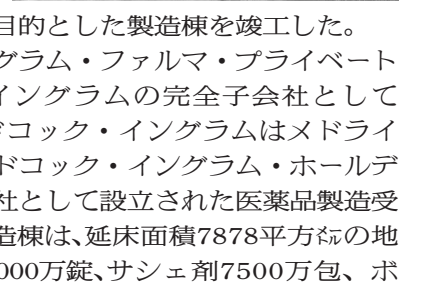 目的とした製造棟を竣工した。
グラム・ファルマ・プライベート
イングラムの完全子会社として
ドコック・イングラムはメドライ
ドコック・イングラム・ホールデ
社として設立された医薬品製造受
造棟は、延床面積7878平方㍍の地
000万錠、サシェ剤7500万包、ボ